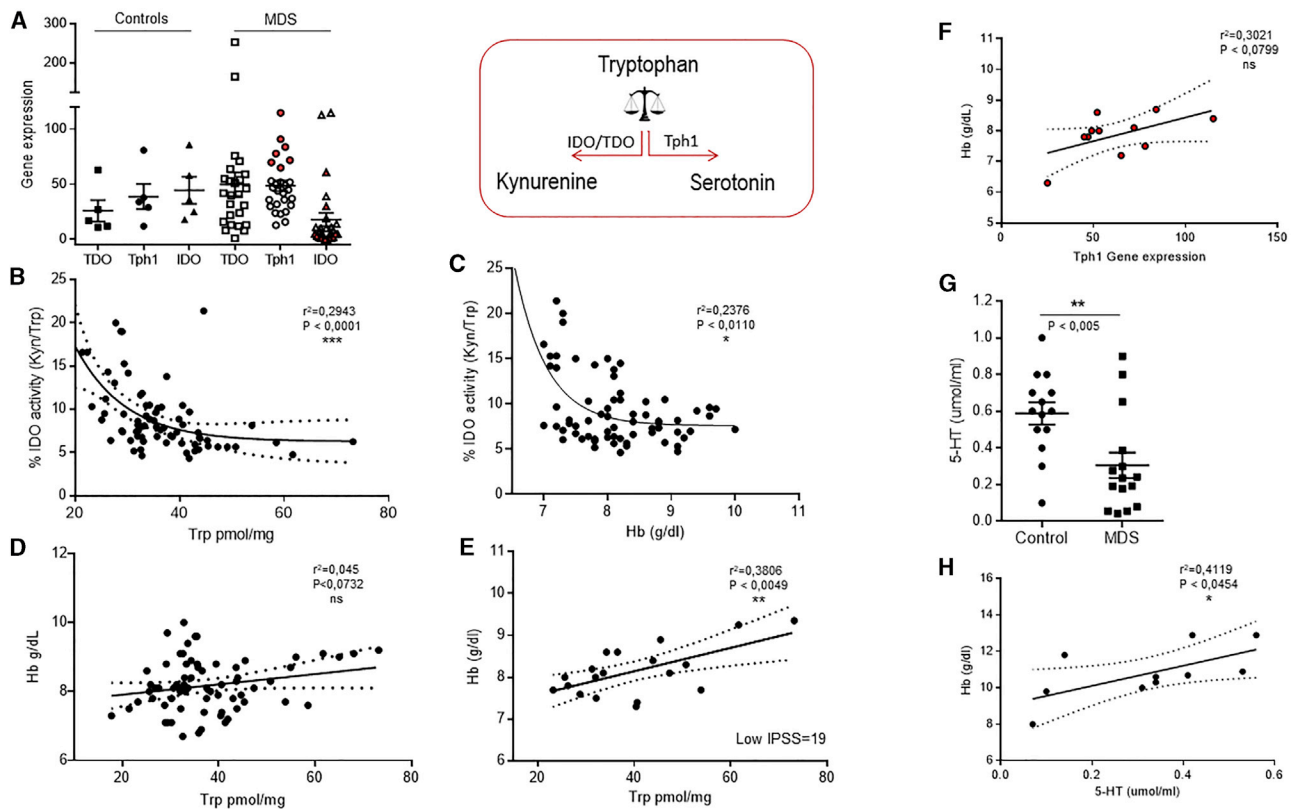 A
Controls
MDS
Gene expression
300
200
100
50
0
TDO Tph1 IDO TDO Tph1 IDO
Tryptophan
IDO/TDO
Tph1
Kynurenine
Serotonin
F
r²=0,3021
P < 0,0799
ns
Hb (g/dL)
11
10
9
8
7
6
5
0 50 100 150
Tph1 Gene expression
B
r²=0,2943
P < 0,0001
***
% IDO activity (Kyn/Trp)
25
20
15
10
5
0
20 40 60 80
Trp pmol/mg
C
r²=0,2376
P < 0,0110
*
% IDO activity (Kyn/Trp)
25
20
15
10
5
0
7 8 9 10 11
Hb (g/dl)
G
**
P < 0,005
5-HT (umol/ml)
1.2
1.0
0.8
0.6
0.4
0.2
0.0
Control MDS
D
r²=0,045
P<0,0732
ns
Hb g/dL
12
10
8
6
20 40 60 80
Trp pmol/mg
E
r²=0,3806
P < 0,0049
**
Hb (g/dl)
11
10
9
8
7
6
Low IPSS=19
20 40 60 80
Trp pmol/mg
H
r²=0,4119
P < 0,0454
*
Hb (g/dl)
16
14
12
10
8
6
0.0 0.2 0.4 0.6
5-HT (umol/ml)